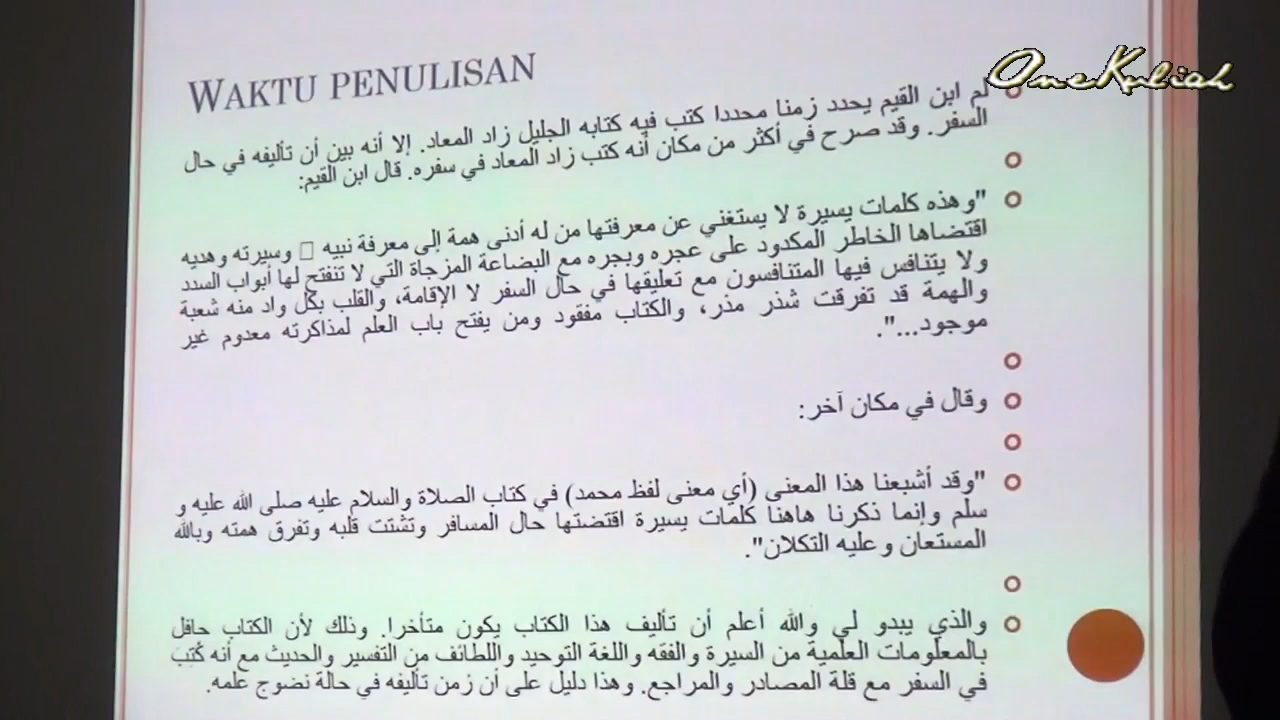 WAKTU PENULISAN
OneKuliah
لم ابن القيم يحدد زمنا محددا كتب فيه كتابه الجليل زاد المعاد. إلا أنه بين أن تأليفه في حال
السفر. وقد صرح في أكثر من مكان أنه كتب زاد المعاد في سفره. قال ابن القيم:
"وهذه كلمات يسيرة لا يستغني عن معرفتها من له أدنى همة إلى معرفة نبيه □ وسيرته وهديه
اقتضاها الخاطر المكدود على عجره وبجره مع البضاعة المزجاة التي لا تنفتح لها أبواب السدد
ولا يتنافس فيها المتنافسون مع تعليقها في حال السفر لا الإقامة، والقلب بكل واد منه شعبة
والهمة قد تفرقت شذر مذر، والكتاب مفقود ومن يفتح باب العلم لمذاكرته معدوم غير
موجود...".
وقال في مكان آخر:
"وقد أشبعنا هذا المعنى (أي معنى لفظ محمد) في كتاب الصلاة والسلام عليه صلى الله عليه و
سلم وإنما ذكرنا هاهنا كلمات يسيرة اقتضتها حال المسافر وتشتت قلبه وتفرق همته وبالله
المستعان وعليه التكلان".
والذي يبدو لي والله أعلم أن تأليف هذا الكتاب يكون متأخرا. وذلك لأن الكتاب حافل
بالمعلومات العلمية من السيرة والفقه واللغة التوحيد واللطائف من التفسير والحديث مع أنه كُتِبَ
في السفر مع قلة المصادر والمراجع. وهذا دليل على أن زمن تأليفه في حالة نضوج علمه.